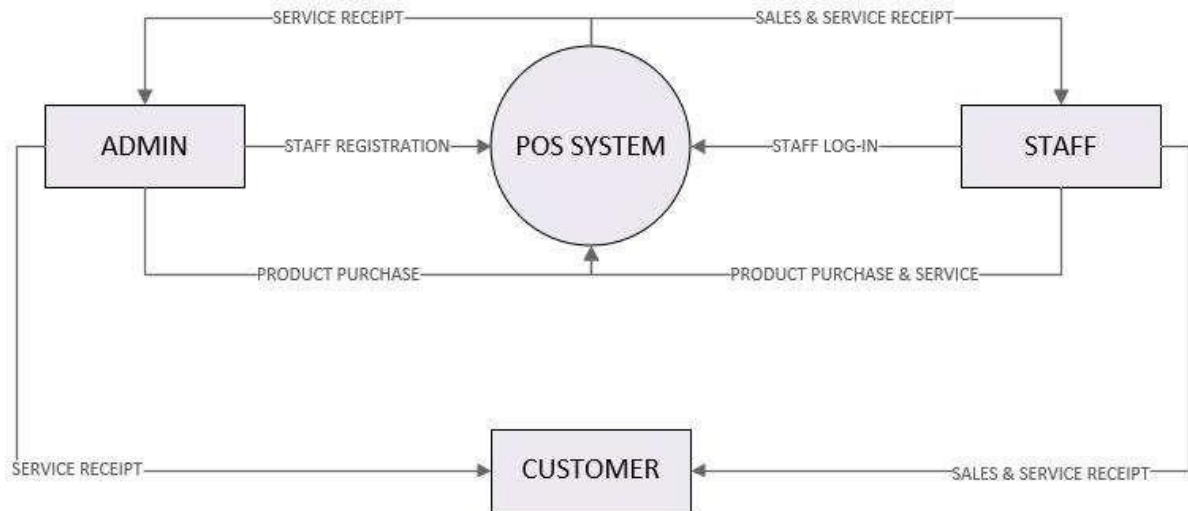 SERVICE RECEIPT
SALES & SERVICE RECEIPT
ADMIN
STAFF REGISTRATION
POS SYSTEM
STAFF LOG-IN
STAFF
PRODUCT PURCHASE
PRODUCT PURCHASE & SERVICE
SERVICE RECEIPT
CUSTOMER
SALES & SERVICE RECEIPT